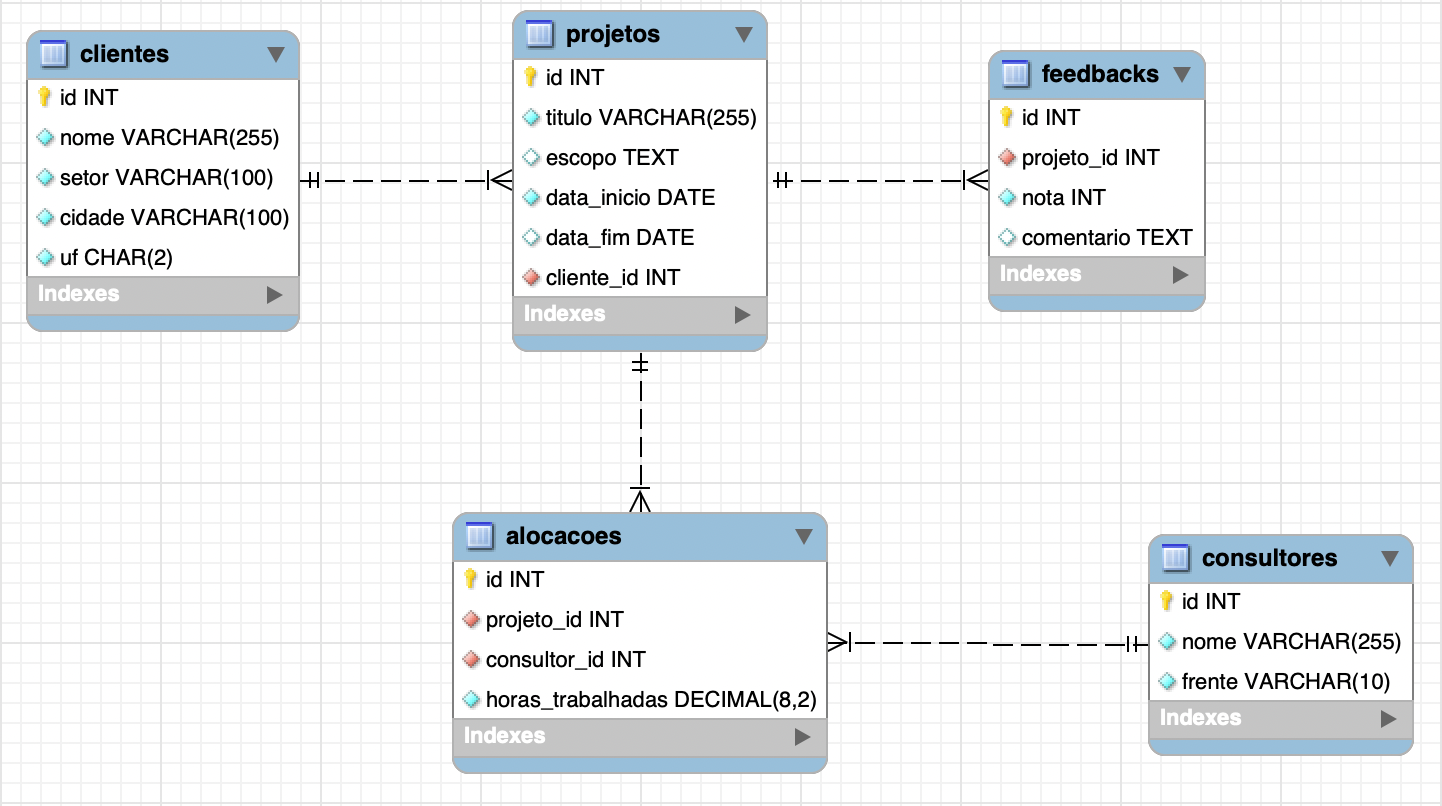 clientes
id INT
nome VARCHAR(255)
setor VARCHAR(100)
cidade VARCHAR(100)
uf CHAR(2)
Indexes
projetos
id INT
titulo VARCHAR(255)
escopo TEXT
data_inicio DATE
data_fim DATE
cliente_id INT
Indexes
feedbacks
id INT
projeto_id INT
nota INT
comentario TEXT
Indexes
alocacoes
id INT
projeto_id INT
consultor_id INT
horas_trabalhadas DECIMAL(8,2)
Indexes
consultores
id INT
nome VARCHAR(255)
frente VARCHAR(10)
Indexes